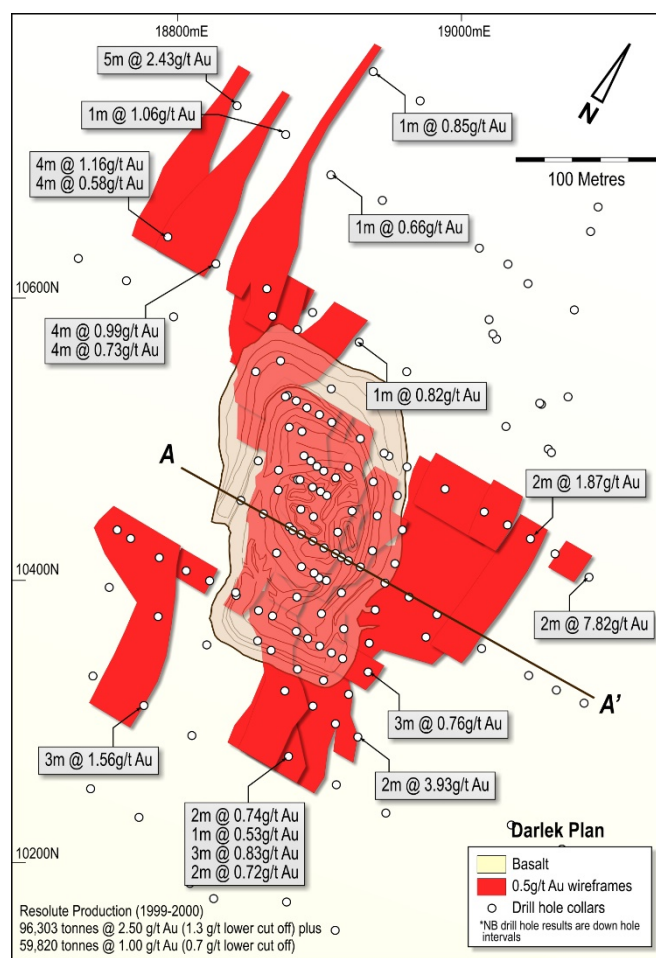 18800mE
19000mE
5m @ 2.43g/t Au
1m @ 1.06g/t Au
1m @ 0.85g/t Au
N
100 Metres
4m @ 1.16g/t Au
4m @ 0.58g/t Au
1m @ 0.66g/t Au
10600N
4m @ 0.99g/t Au
4m @ 0.73g/t Au
1m @ 0.82g/t Au
A
2m @ 1.87g/t Au
10400N
2m @ 7.82g/t Au
A'
3m @ 0.76g/t Au
3m @ 1.56g/t Au
2m @ 3.93g/t Au
2m @ 0.74g/t Au
1m @ 0.53g/t Au
3m @ 0.83g/t Au
2m @ 0.72g/t Au
10200N
Darlek Plan
Basalt
0.5g/t Au wireframes
Drill hole collars
*NB drill hole results are down hole
intervals
Resolute Production (1999-2000)
96,303 tonnes @ 2.50 g/t Au (1.3 g/t lower cut off) plus
59,820 tonnes @ 1.00 g/t Au (0.7 g/t lower cut off)